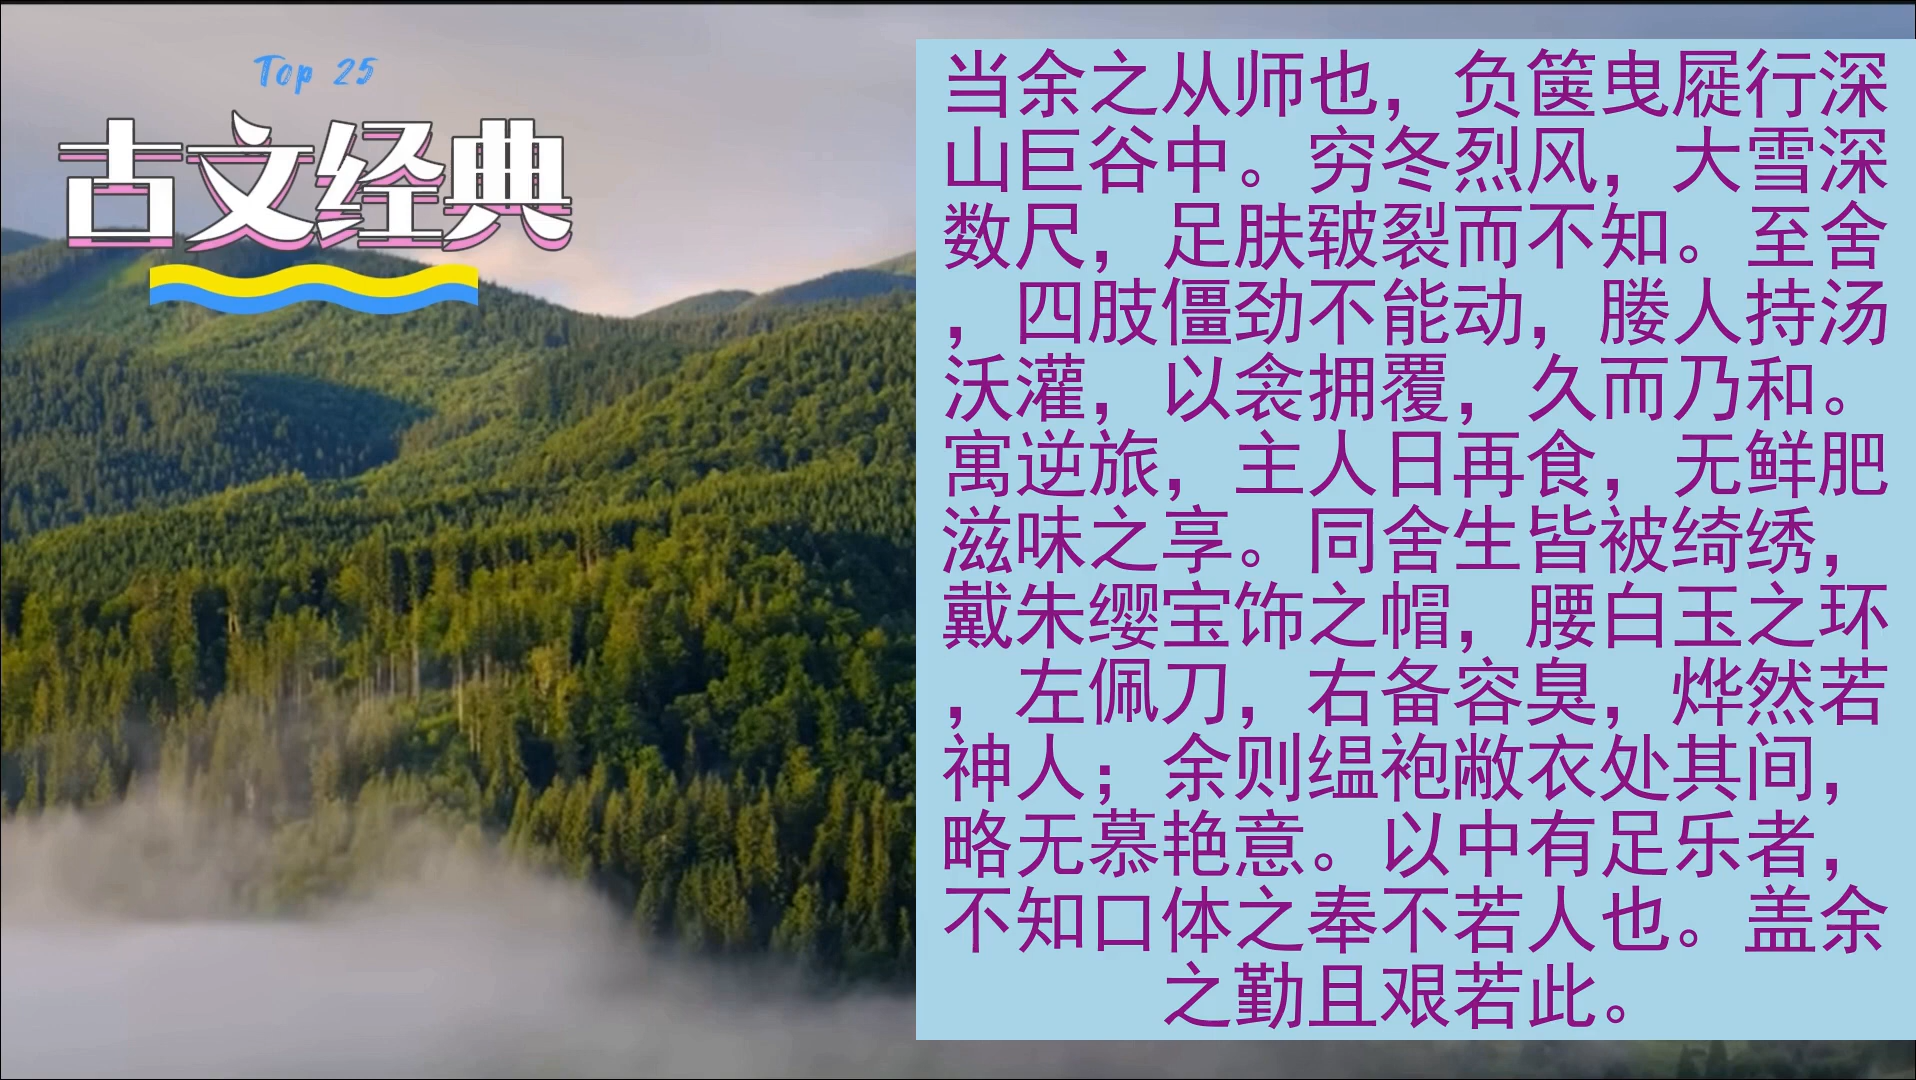 Top 25
古文经典
当余之从师也，负箧曳屣行深
山巨谷中。穷冬烈风，大雪深
数尺，足肤皲裂而不知。至舍
，四肢僵劲不能动，媵人持汤
沃灌，以衾拥覆，久而乃和。
寓逆旅，主人日再食，无鲜肥
滋味之享。同舍生皆被绮绣，
戴朱缨宝饰之帽，腰白玉之环
，左佩刀，右备容臭，烨然若
神人；余则缊袍敝衣处其间，
略无慕艳意。以中有足乐者，
不知口体之奉不若人也。盖余
之勤且艰若此。